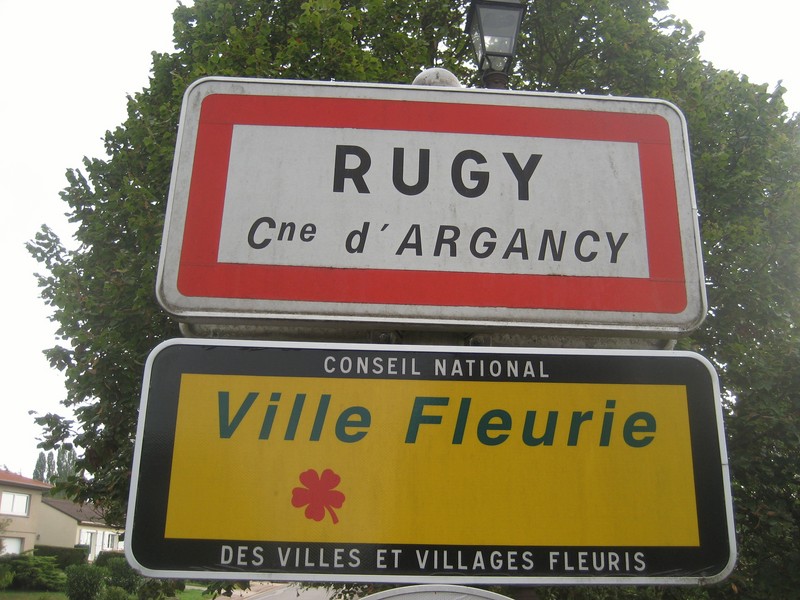 RUGY
Cne d'ARGANCY
CONSEIL NATIONAL
Ville Fleurie
DES VILLES ET VILLAGES FLEURIS